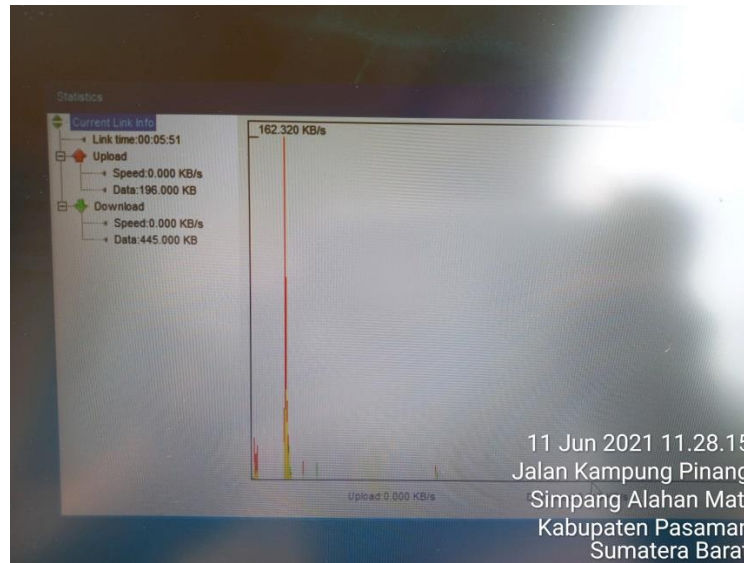 Statistics
Current Link Info
Link time:00:05:51
Upload
Speed:0.000 KB/s
Data:196.000 KB
Download
Speed:0.000 KB/s
Data:445.000 KB
162.320 KB/s
Upload:0.000 KB/s
11 Jun 2021 11.28.15
Jalan Kampung Pinang
Simpang Alahan Mat
Kabupaten Pasaman
Sumatera Barat